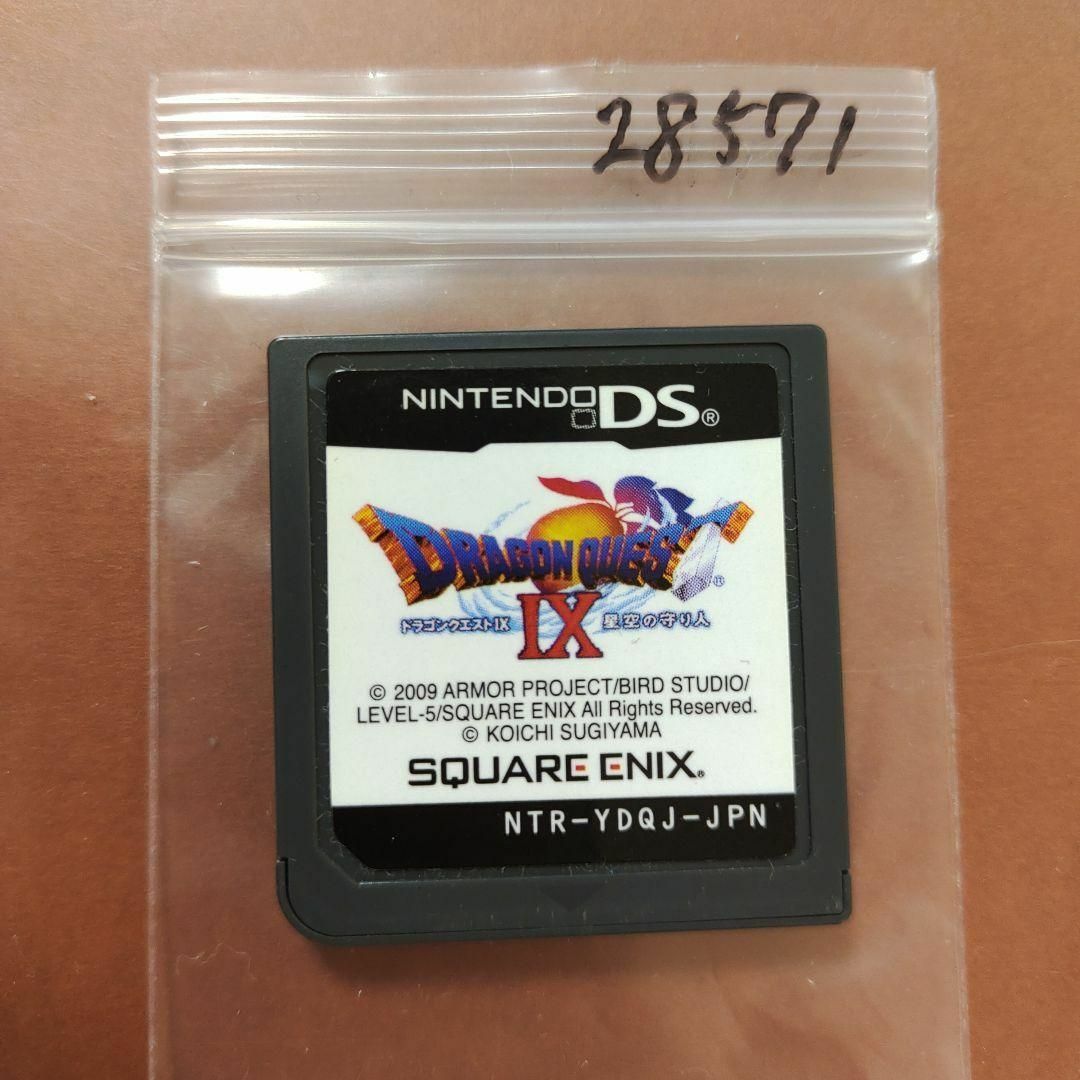 28571
NINTENDO DS®
DRAGON QUEST®
ドラゴンクエストIX IX 星空の守り人
© 2009 ARMOR PROJECT/BIRD STUDIO/
LEVEL-5/SQUARE ENIX All Rights Reserved.
© KOICHI SUGIYAMA
SQUARE ENIX®
NTR-YDQJ-JPN